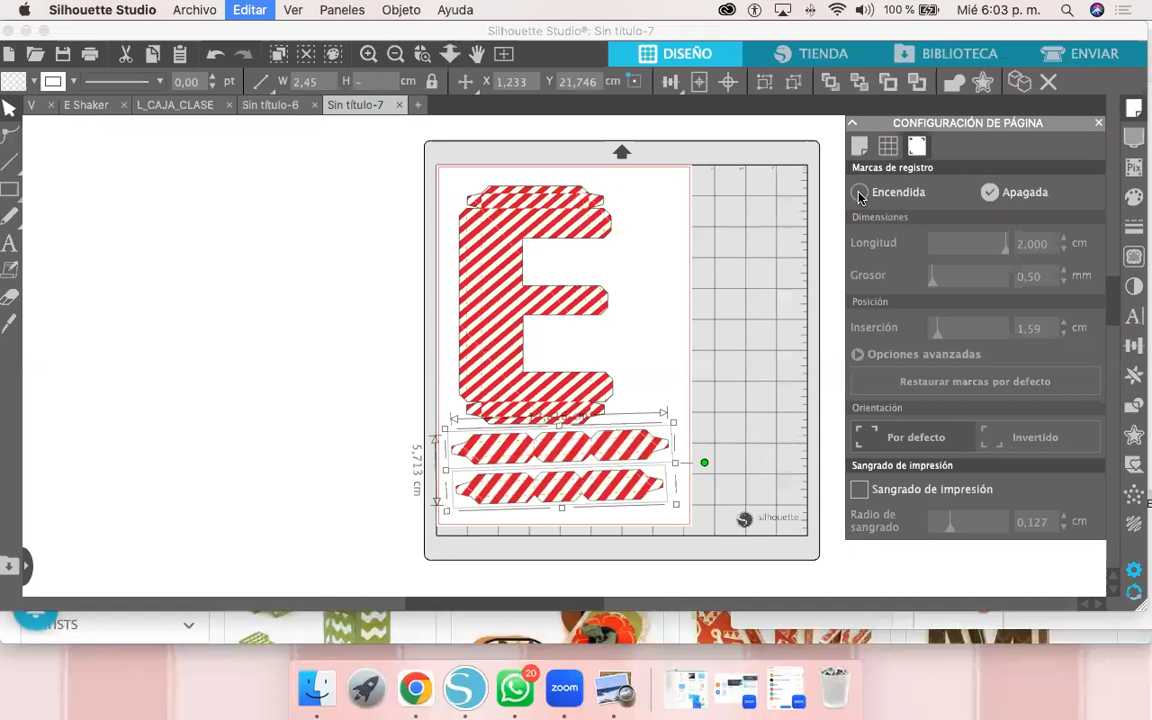 Silhouette Studio Archivo Editar Ver Paneles Objeto Ayuda 100 % Mié 6:03 p. m.
Silhouette Studio®: Sin título-7
DISEÑO TIENDA BIBLIOTECA ENVIAR
0,00 pt W 2,45 H - cm X 1,233 Y 21,746 cm
V E Shaker L_CAJA_CLASE Sin título-6 Sin título-7
CONFIGURACIÓN DE PÁGINA
Marcas de registro
Encendida Apagada
Dimensiones
Longitud 2,000 cm
Grosor 0,50 mm
Posición
Inserción 1,59 cm
Opciones avanzadas
Restaurar marcas por defecto
Orientación
Por defecto Invertido
Sangrado de impresión
Sangrado de impresión
Radio de sangrado 0,127 cm
5,713 cm
silhouette
Pix
A
ISTS
20
zoom